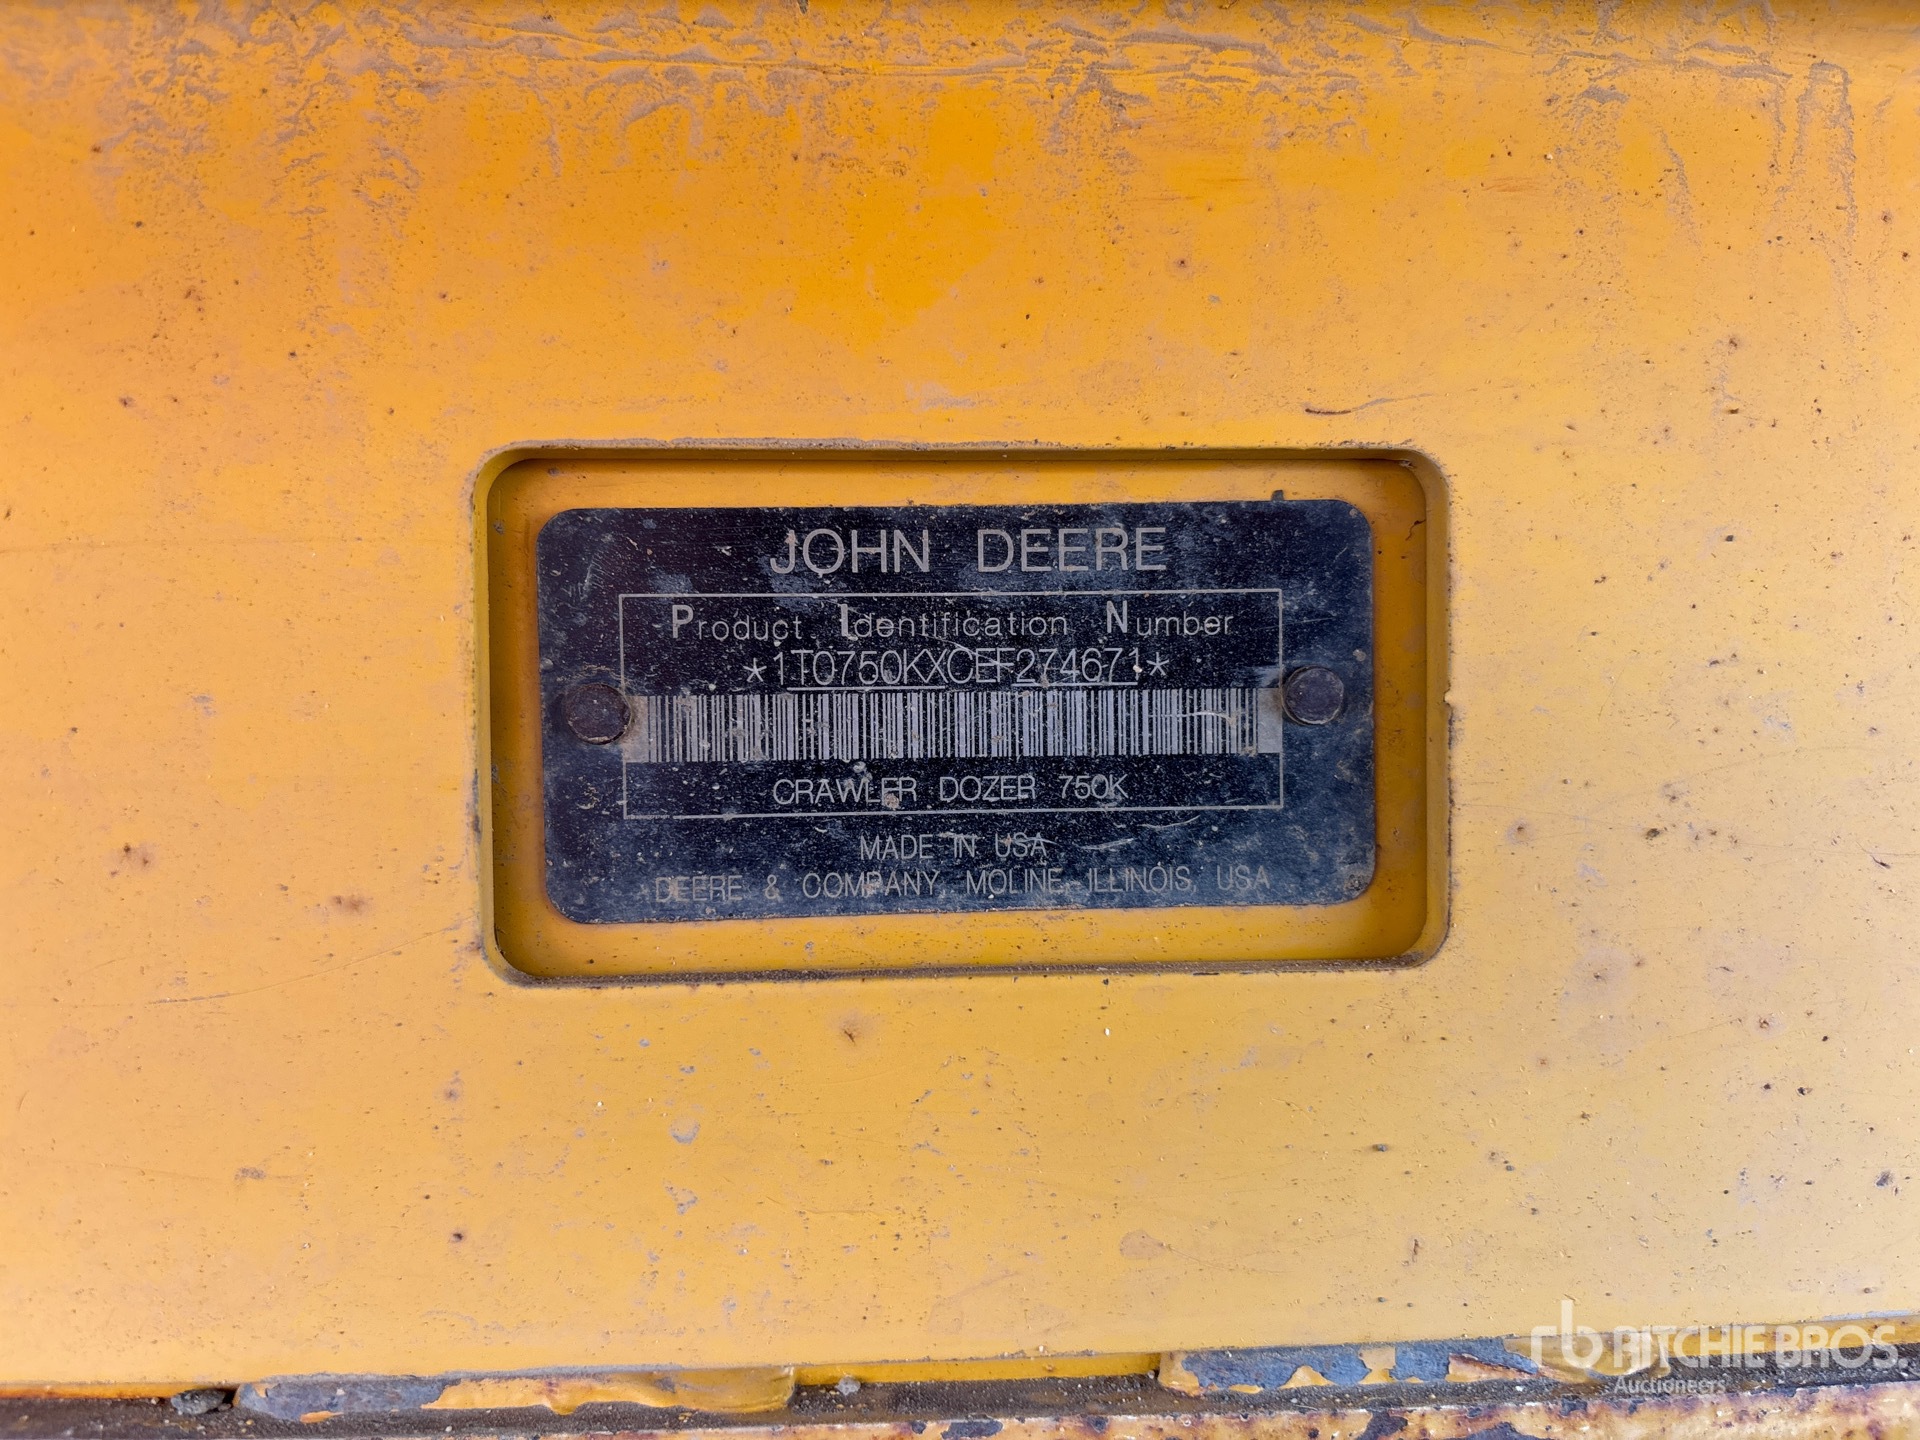 JOHN DEERE
Product Identification Number
*1T0750KXCEF274671*
CRAWLER DOZER 750K
MADE IN USA
DEERE & COMPANY, MOLINE, ILLINOIS, USA
rb RITCHIE BROS.
Auctioneers